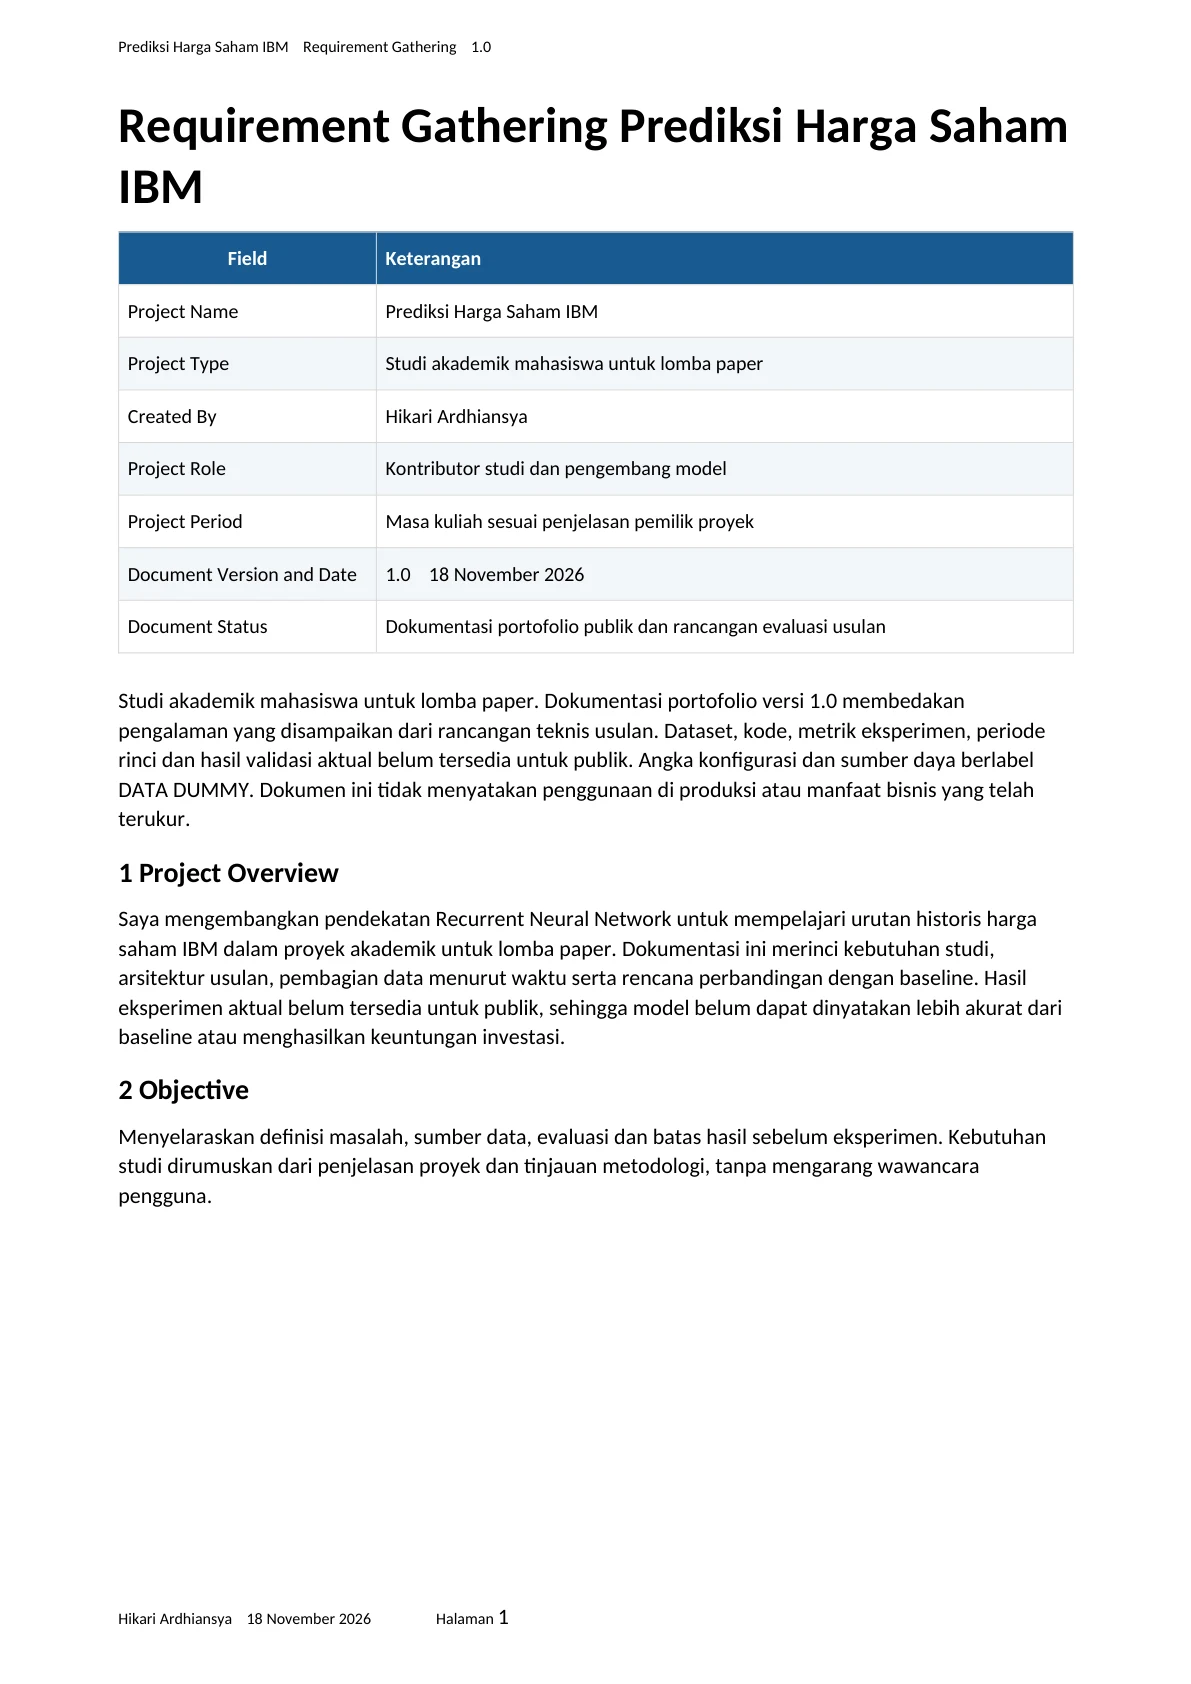 Prediksi Harga Saham IBM    Requirement Gathering    1.0
Requirement Gathering Prediksi Harga Saham
IBM
Field    Keterangan
Project Name    Prediksi Harga Saham IBM
Project Type    Studi akademik mahasiswa untuk lomba paper
Created By    Hikari Ardhiansya
Project Role    Kontributor studi dan pengembang model
Project Period    Masa kuliah sesuai penjelasan pemilik proyek
Document Version and Date    1.0    18 November 2026
Document Status    Dokumentasi portofolio publik dan rancangan evaluasi usulan
Studi akademik mahasiswa untuk lomba paper. Dokumentasi portofolio versi 1.0 membedakan
pengalaman yang disampaikan dari rancangan teknis usulan. Dataset, kode, metrik eksperimen, periode
rinci dan hasil validasi aktual belum tersedia untuk publik. Angka konfigurasi dan sumber daya berlabel
DATA DUMMY. Dokumen ini tidak menyatakan penggunaan di produksi atau manfaat bisnis yang telah
terukur.
1 Project Overview
Saya mengembangkan pendekatan Recurrent Neural Network untuk mempelajari urutan historis harga
saham IBM dalam proyek akademik untuk lomba paper. Dokumentasi ini merinci kebutuhan studi,
arsitektur usulan, pembagian data menurut waktu serta rencana perbandingan dengan baseline. Hasil
eksperimen aktual belum tersedia untuk publik, sehingga model belum dapat dinyatakan lebih akurat dari
baseline atau menghasilkan keuntungan investasi.
2 Objective
Menyelaraskan definisi masalah, sumber data, evaluasi dan batas hasil sebelum eksperimen. Kebutuhan
studi dirumuskan dari penjelasan proyek dan tinjauan metodologi, tanpa mengarang wawancara
pengguna.
Hikari Ardhiansya    18 November 2026    Halaman 1